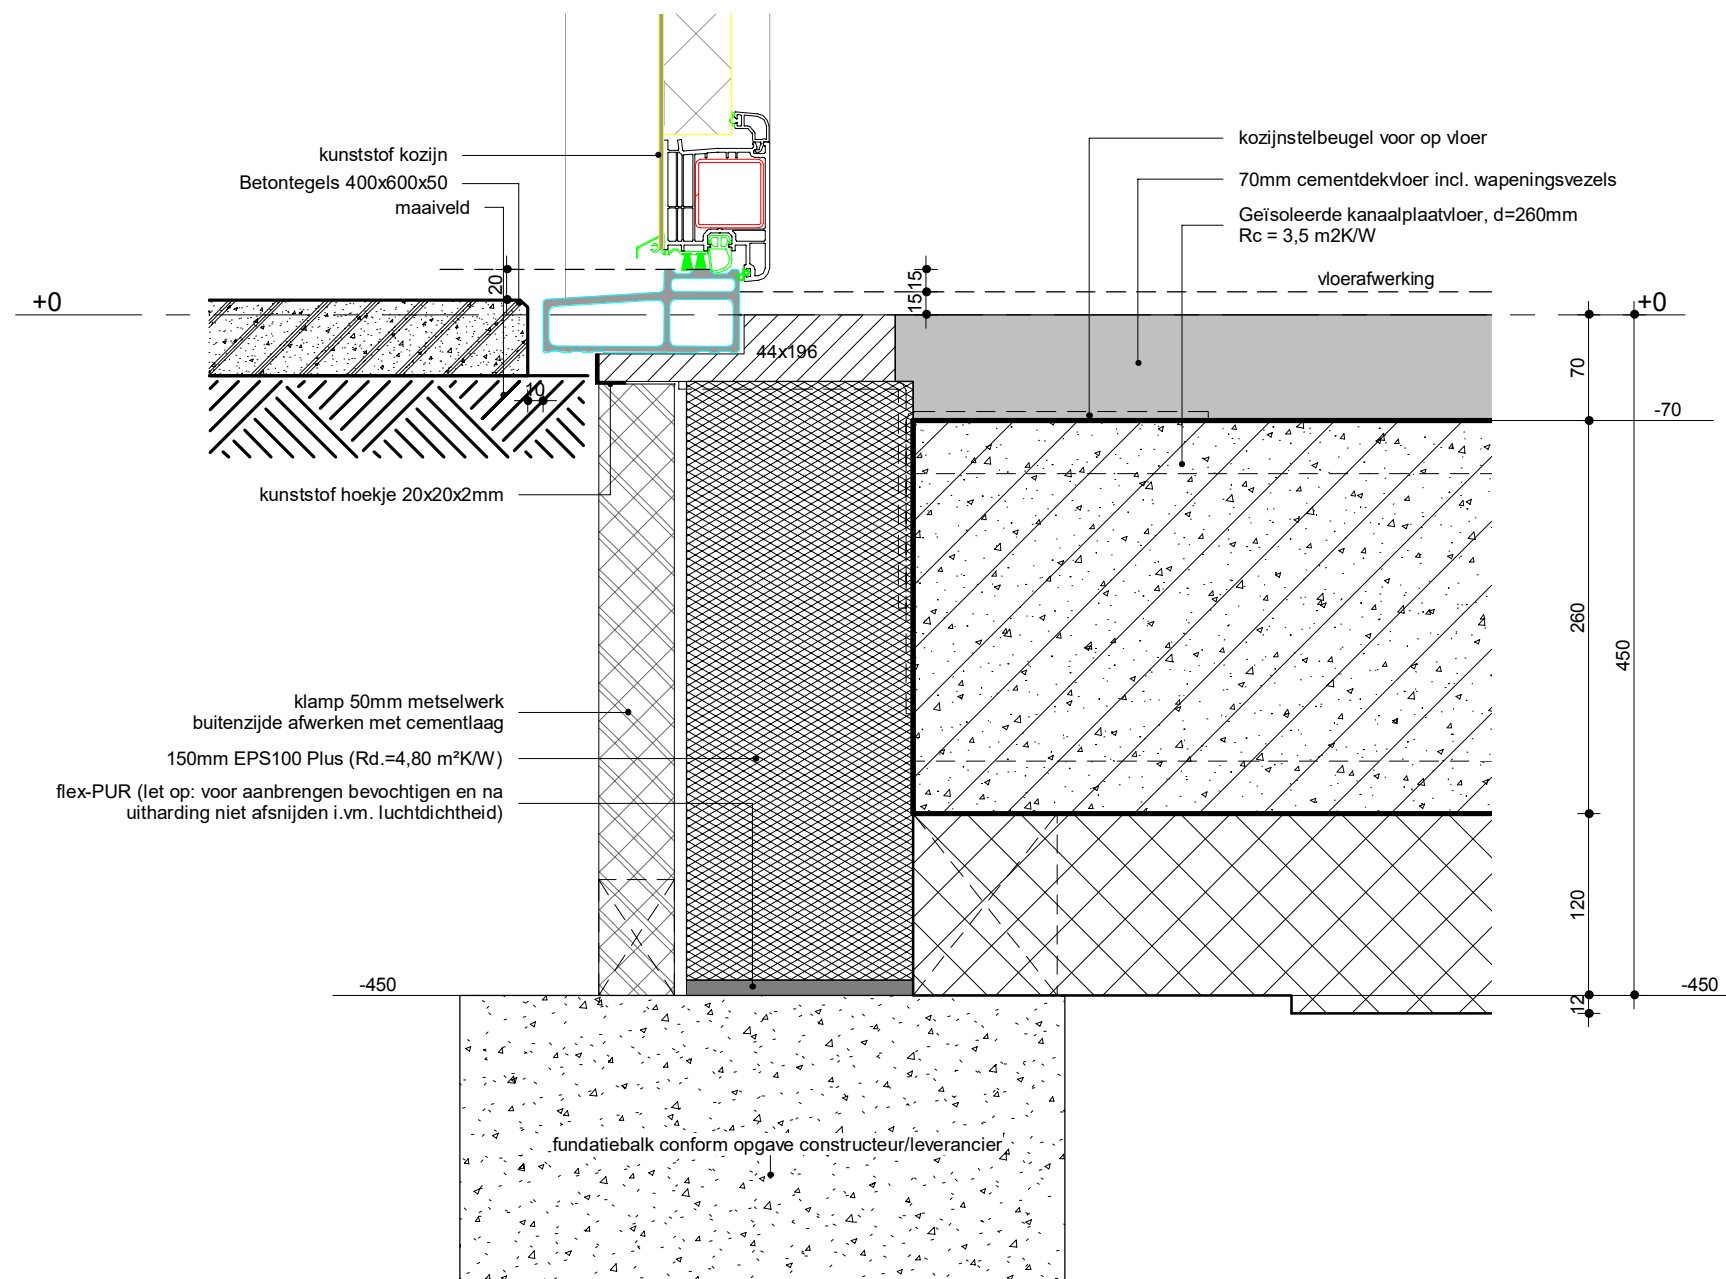 kunststof kozijn
Betontegels 400x600x50
maaiveld
kozijnstelbeugel voor op vloer
70mm cementdekvloer incl. wapeningsvezels
Geïsoleerde kanaalplaatvloer, d=260mm
Rc = 3,5 m2K/W
vloerafwerking
20
15
15
+0
+0
44x196
70
10
-70
kunststof hoekje 20x20x2mm
260
450
klamp 50mm metselwerk
buitenzijde afwerken met cementlaag
150mm EPS100 Plus (Rd.=4,80 m²K/W)
flex-PUR (let op: voor aanbrengen bevochtigen en na
uitharding niet afsnijden i.vm. luchtdichtheid)
120
-450
-450
12
fundatiebalk conform opgave constructeur/leverancier